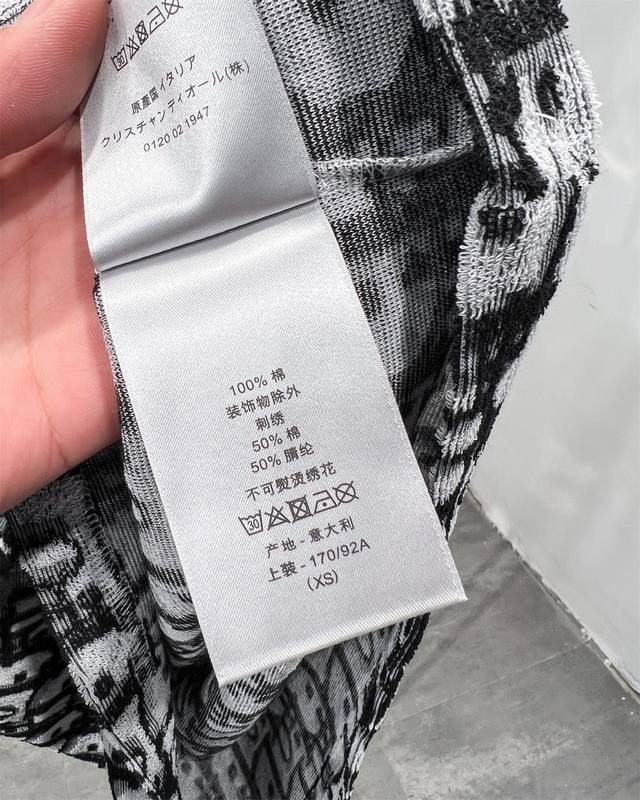 30
原産国 イタリア
クリスチャンディオール(株)
0120 02 1947
100% 棉
装饰物除外
刺绣
50% 棉
50% 腈纶
不可熨烫绣花
30
产地 - 意大利
上装 - 170/92A
(XS)